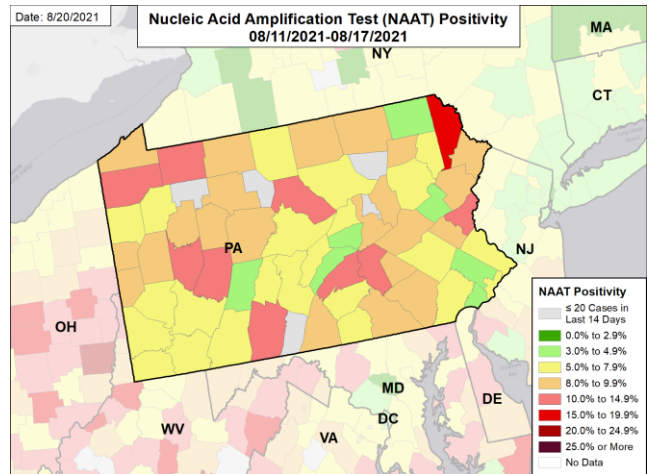 Date: 8/20/2021
Nucleic Acid Amplification Test (NAAT) Positivity
08/11/2021-08/17/2021
NY
MA
CT
PA
NJ
OH
WV
VA
MD
DC
DE
NAAT Positivity
≤ 20 Cases in
Last 14 Days
0.0% to 2.9%
3.0% to 4.9%
5.0% to 7.9%
8.0% to 9.9%
10.0% to 14.9%
15.0% to 19.9%
20.0% to 24.9%
25.0% or More
No Data